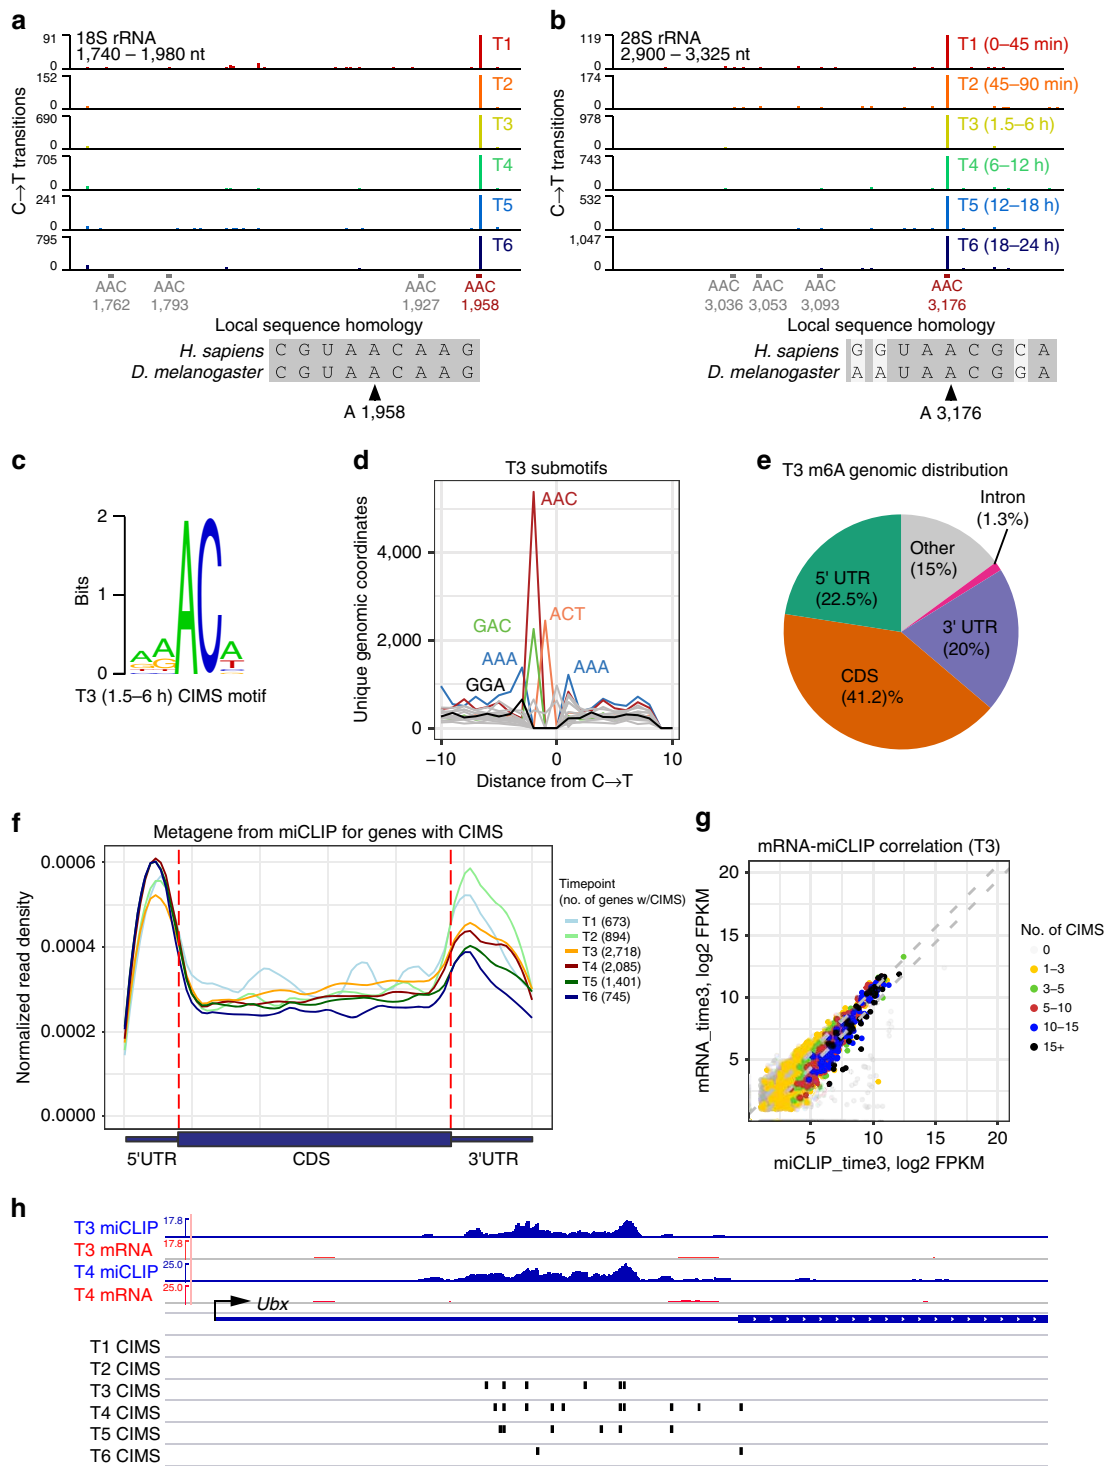 a
18S rRNA
1,740 – 1,980 nt
C→T transitions
91
0
T1
152
0
T2
690
0
T3
705
0
T4
241
0
T5
795
0
T6
AAC AAC AAC AAC
1,762 1,793 1,927 1,958
Local sequence homology
H. sapiens C G U A A C A A G
D. melanogaster C G U A A C A A G
A 1,958
b
28S rRNA
2,900 – 3,325 nt
C→T transitions
119
0
T1 (0–45 min)
174
0
T2 (45–90 min)
978
0
T3 (1.5–6 h)
743
0
T4 (6–12 h)
532
0
T5 (12–18 h)
1,047
0
T6 (18–24 h)
AAC AAC AAC AAC
3,036 3,053 3,093 3,176
Local sequence homology
H. sapiens G G U A A C G C A
D. melanogaster A A U A A C G G A
A 3,176
c
Bits
2
1
0
A A A C A
G G T
T3 (1.5–6 h) CIMS motif
d
T3 submotifs
Unique genomic coordinates
4,000
2,000
0
AAC
ACT
GAC
AAA
AAA
GGA
−10 0 10
Distance from C→T
e
T3 m6A genomic distribution
Intron
(1.3%)
Other
(15%)
5' UTR
(22.5%)
3' UTR
(20%)
CDS
(41.2)%
f
Metagene from miCLIP for genes with CIMS
Normalized read density
0.0006
0.0004
0.0002
0.0000
5'UTR CDS 3'UTR
Timepoint
(no. of genes w/CIMS)
T1 (673)
T2 (894)
T3 (2,718)
T4 (2,085)
T5 (1,401)
T6 (745)
g
mRNA-miCLIP correlation (T3)
mRNA_time3, log2 FPKM
20
15
10
5
5 10 15 20
miCLIP_time3, log2 FPKM
No. of CIMS
0
1–3
3–5
5–10
10–15
15+
h
T3 miCLIP 17.8
T3 mRNA 17.8
T4 miCLIP 25.0
T4 mRNA 25.0
Ubx
T1 CIMS
T2 CIMS
T3 CIMS
T4 CIMS
T5 CIMS
T6 CIMS